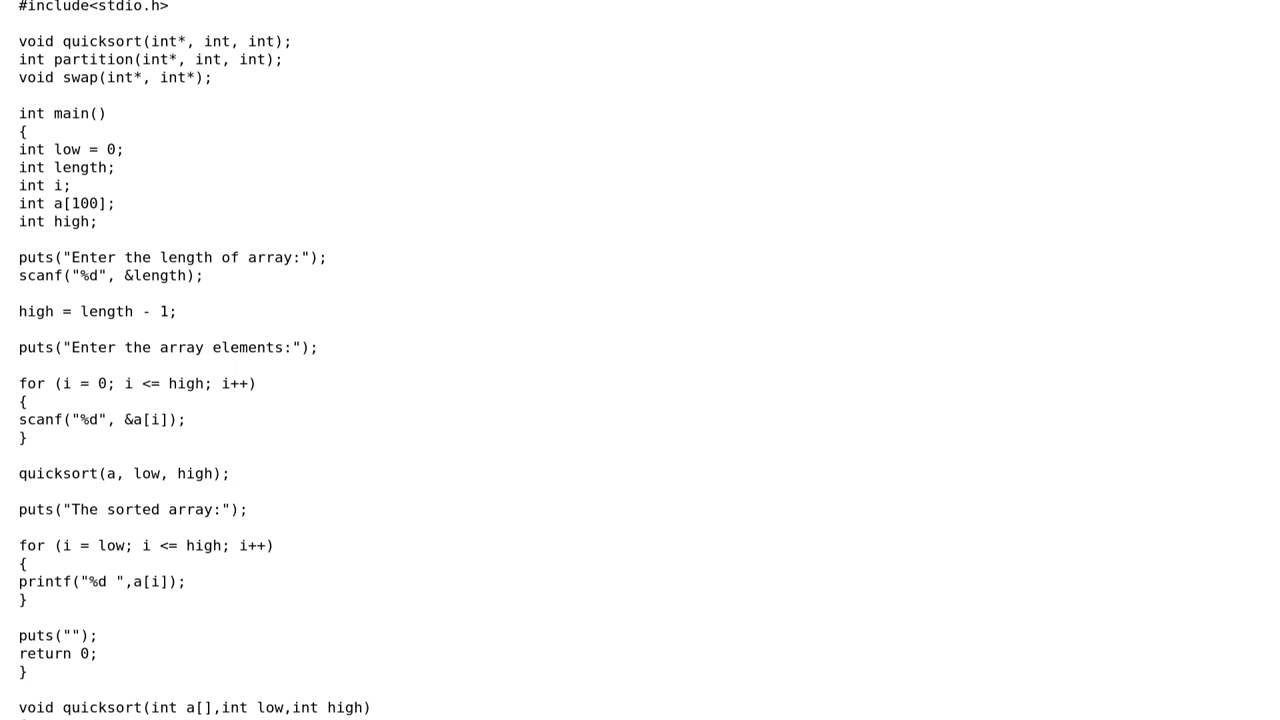 #include<stdio.h>
void quicksort(int*, int, int);
int partition(int*, int, int);
void swap(int*, int*);
int main()
{
int low = 0;
int length;
int i;
int a[100];
int high;
puts("Enter the length of array:");
scanf("%d", &length);
high = length - 1;
puts("Enter the array elements:");
for (i = 0; i <= high; i++)
{
scanf("%d", &a[i]);
}
quicksort(a, low, high);
puts("The sorted array:");
for (i = low; i <= high; i++)
{
printf("%d ",a[i]);
}
puts("");
return 0;
}
void quicksort(int a[],int low,int high)